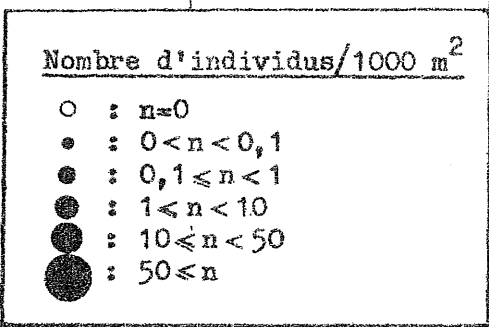 Nombre d'individus/1000 m²
: n=0
: 0<n<0,1
: 0,1⩽n<1
: 1⩽n<10
: 10⩽n<50
: 50⩽n